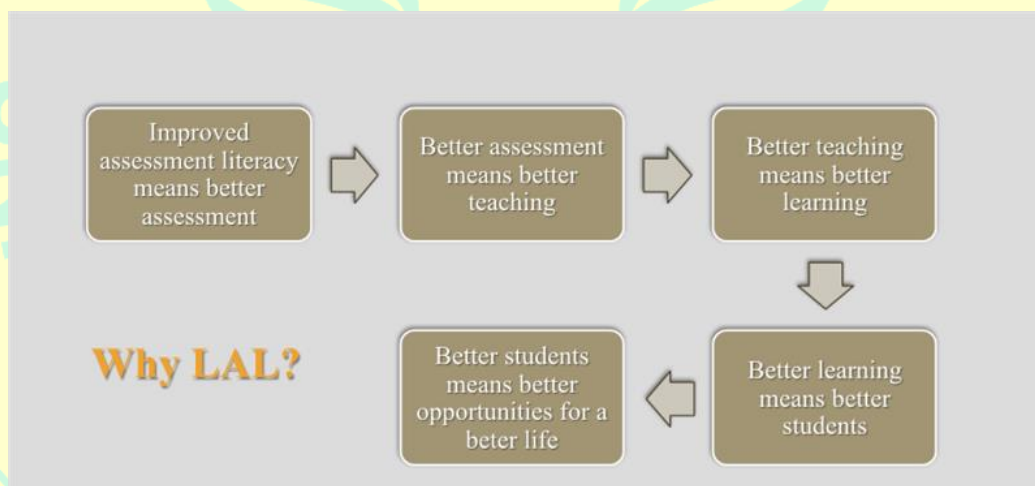 Improved
assessment literacy
means better
assessment
Better assessment
means better
teaching
Better teaching
means better
learning
Better learning
means better
students
Better students
means better
opportunities for a
beter life
Why LAL?